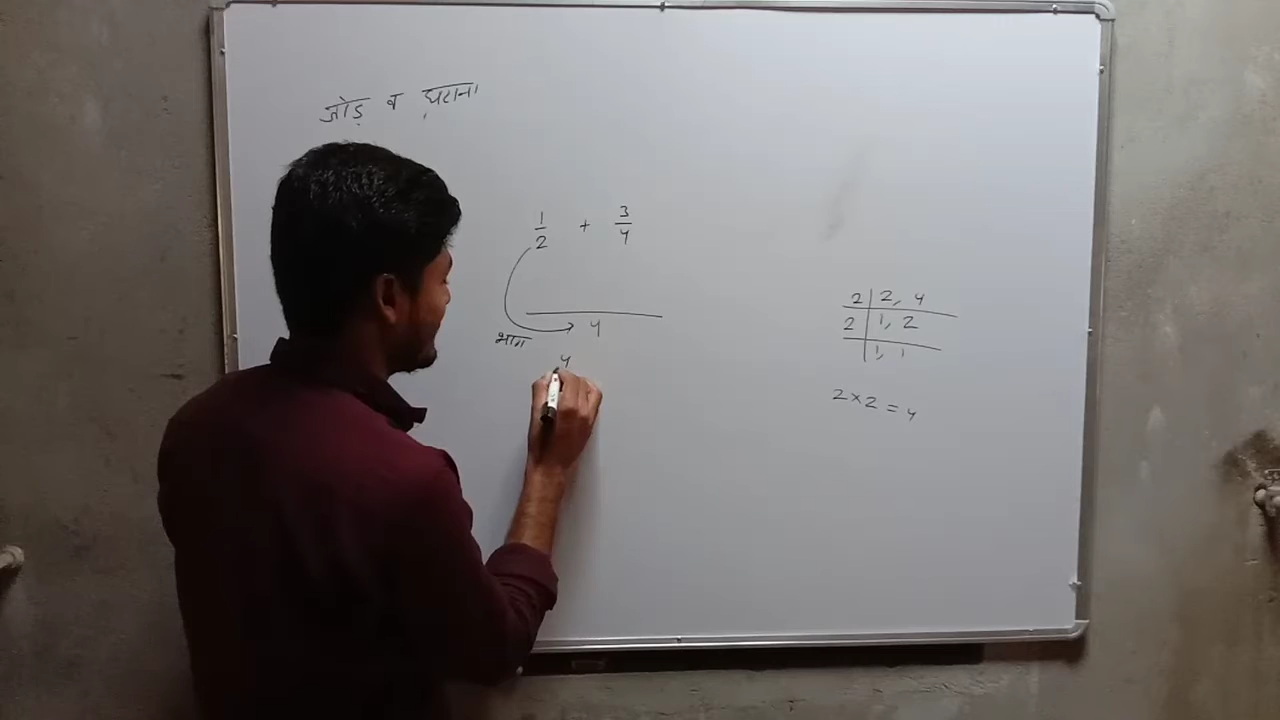 जोड़ व घटाना
1/2 + 3/4
4
भाग
4
2 | 2, 4
2 | 1, 2
1, 1
2 × 2 = 4